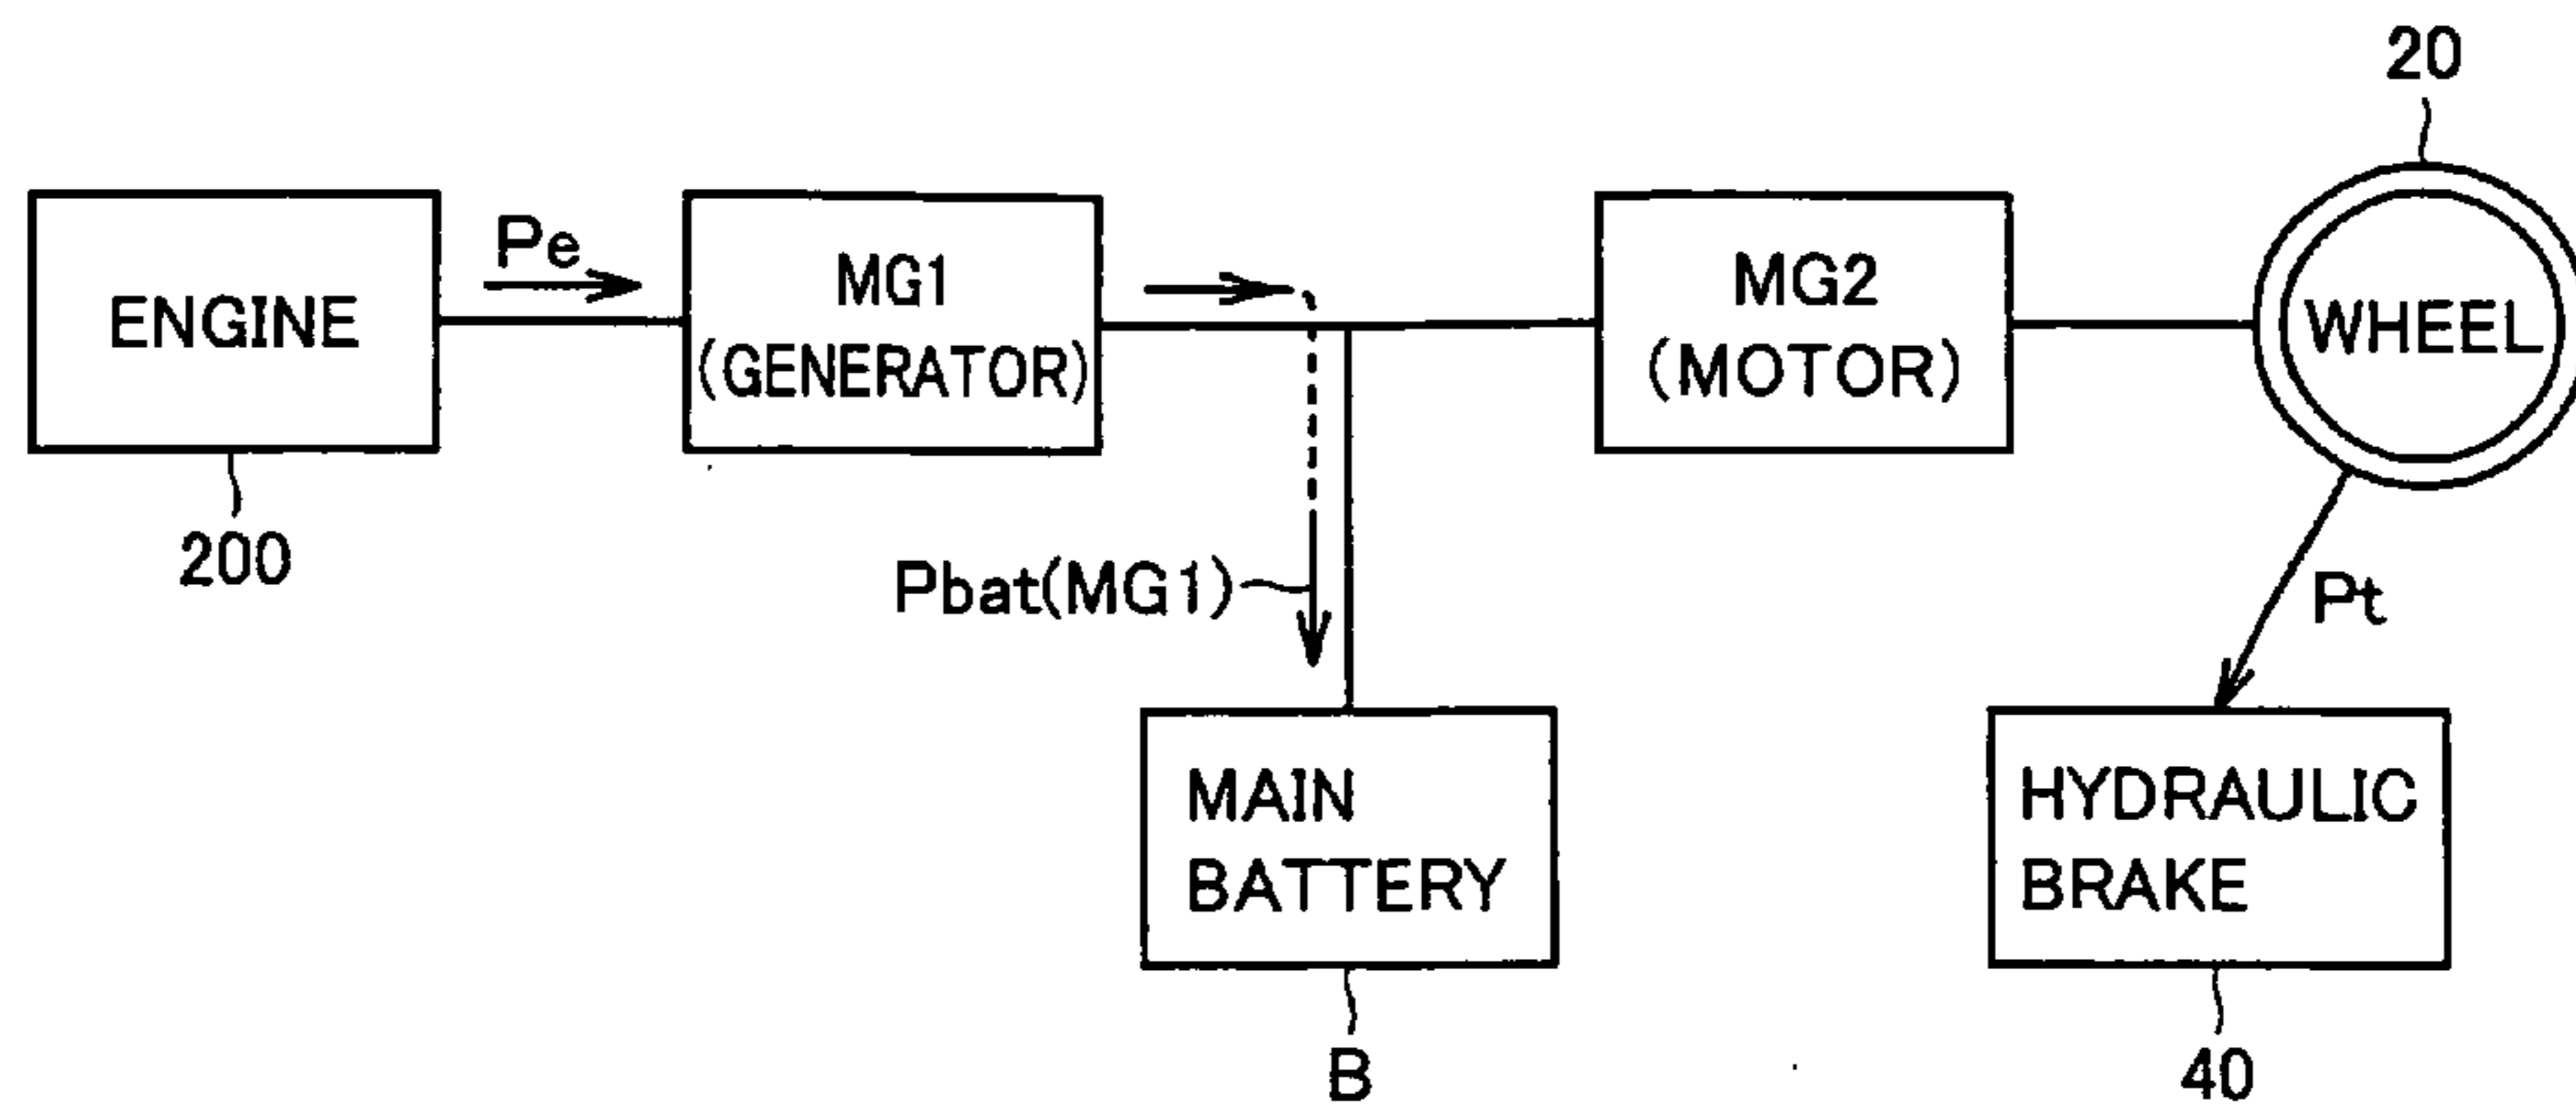 20
Pe
ENGINE
MG1
(GENERATOR)
MG2
(MOTOR)
WHEEL
200
Pbat(MG1)
Pt
MAIN
BATTERY
HYDRAULIC
BRAKE
B
40